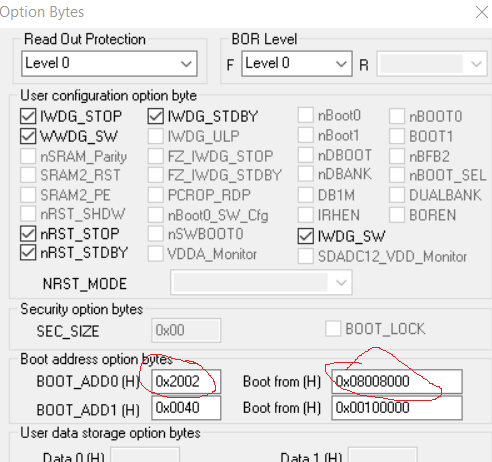 Option Bytes
Read Out Protection
Level 0
BOR Level
F Level 0 R
User configuration option byte
IWDG_STOP IWDG_STDBY nBoot0 nBOOT0
WWDG_SW IWDG_ULP nBoot1 BOOT1
nSRAM_Parity FZ_IWDG_STOP nDBOOT nBFB2
SRAM2_RST FZ_IWDG_STDBY nDBANK nBOOT_SEL
SRAM2_PE PCROP_RDP DB1M DUALBANK
nRST_SHDW nBoot0_SW_Cfg IRHEN BOREN
nRST_STOP nSWBOOT0 IWDG_SW
nRST_STDBY VDDA_Monitor SDADC12_VDD_Monitor
NRST_MODE
Security option bytes
SEC_SIZE 0x00 BOOT_LOCK
Boot address option bytes
BOOT_ADD0 (H) 0x2002 Boot from (H) 0x08008000
BOOT_ADD1 (H) 0x0040 Boot from (H) 0x00100000
User data storage option bytes
Data 0 (H) Data 1 (H)